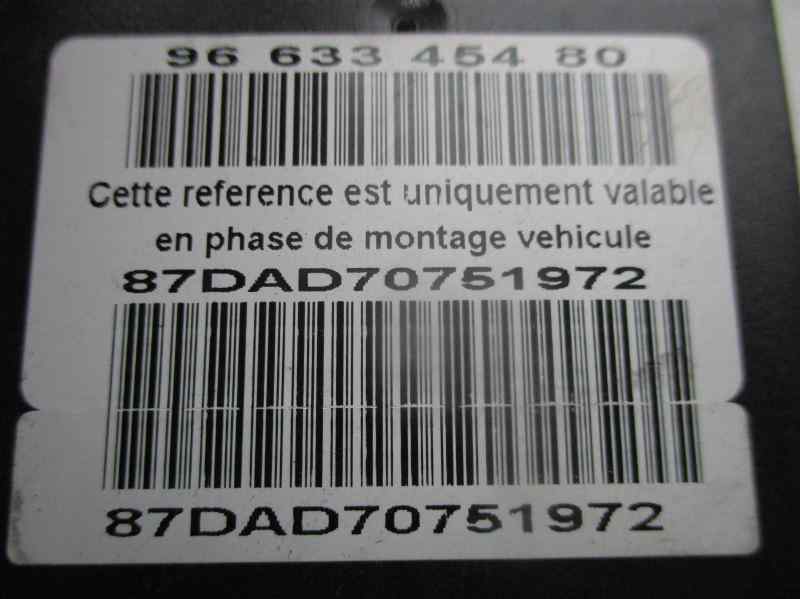 96 633 454 80
Cette reference est uniquement valable
en phase de montage vehicule
87DAD70751972
87DAD70751972